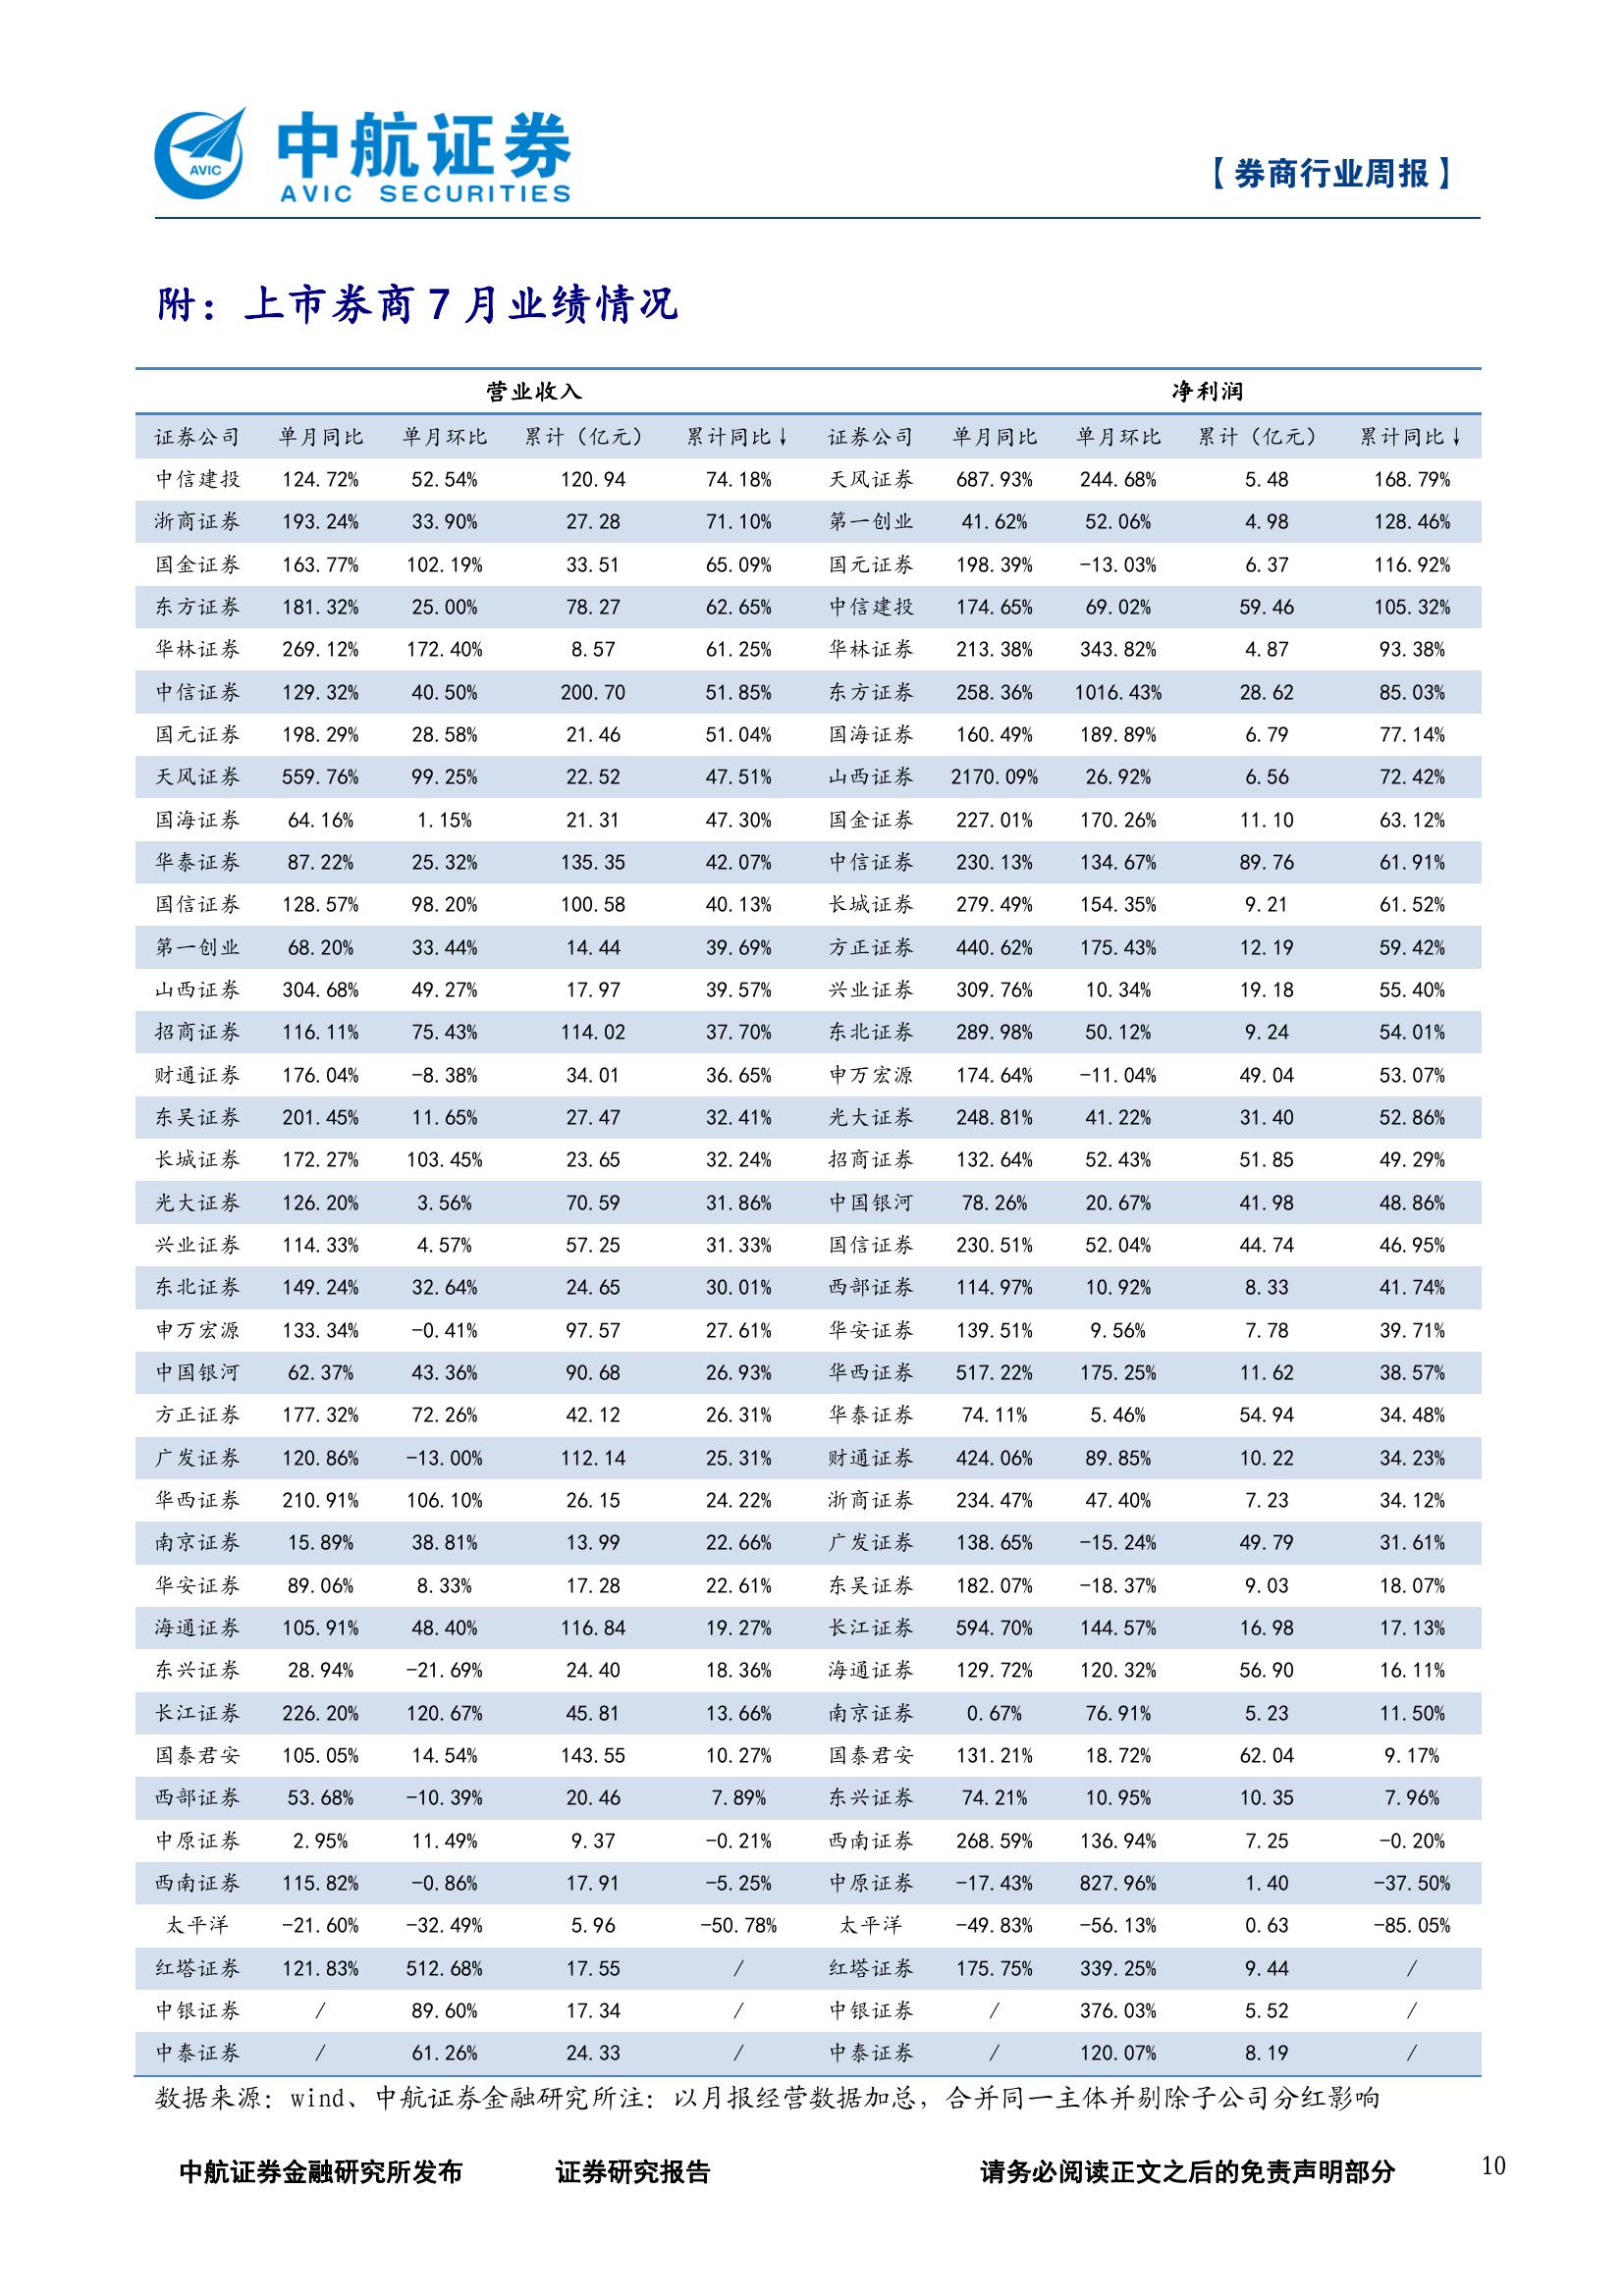 中航证券
AVIC
AVIC SECURITIES
【券商行业周报】
附：上市券商 7 月业绩情况
营业收入 净利润
证券公司 单月同比 单月环比 累计（亿元） 累计同比↓ 证券公司 单月同比 单月环比 累计（亿元） 累计同比↓
中信建投 124.72% 52.54% 120.94 74.18% 天风证券 687.93% 244.68% 5.48 168.79%
浙商证券 193.24% 33.90% 27.28 71.10% 第一创业 41.62% 52.06% 4.98 128.46%
国金证券 163.77% 102.19% 33.51 65.09% 国元证券 198.39% -13.03% 6.37 116.92%
东方证券 181.32% 25.00% 78.27 62.65% 中信建投 174.65% 69.02% 59.46 105.32%
华林证券 269.12% 172.40% 8.57 61.25% 华林证券 213.38% 343.82% 4.87 93.38%
中信证券 129.32% 40.50% 200.70 51.85% 东方证券 258.36% 1016.43% 28.62 85.03%
国元证券 198.29% 28.58% 21.46 51.04% 国海证券 160.49% 189.89% 6.79 77.14%
天风证券 559.76% 99.25% 22.52 47.51% 山西证券 2170.09% 26.92% 6.56 72.42%
国海证券 64.16% 1.15% 21.31 47.30% 国金证券 227.01% 170.26% 11.10 63.12%
华泰证券 87.22% 25.32% 135.35 42.07% 中信证券 230.13% 134.67% 89.76 61.91%
国信证券 128.57% 98.20% 100.58 40.13% 长城证券 279.49% 154.35% 9.21 61.52%
第一创业 68.20% 33.44% 14.44 39.69% 方正证券 440.62% 175.43% 12.19 59.42%
山西证券 304.68% 49.27% 17.97 39.57% 兴业证券 309.76% 10.34% 19.18 55.40%
招商证券 116.11% 75.43% 114.02 37.70% 东北证券 289.98% 50.12% 9.24 54.01%
财通证券 176.04% -8.38% 34.01 36.65% 申万宏源 174.64% -11.04% 49.04 53.07%
东吴证券 201.45% 11.65% 27.47 32.41% 光大证券 248.81% 41.22% 31.40 52.86%
长城证券 172.27% 103.45% 23.65 32.24% 招商证券 132.64% 52.43% 51.85 49.29%
光大证券 126.20% 3.56% 70.59 31.86% 中国银河 78.26% 20.67% 41.98 48.86%
兴业证券 114.33% 4.57% 57.25 31.33% 国信证券 230.51% 52.04% 44.74 46.95%
东北证券 149.24% 32.64% 24.65 30.01% 西部证券 114.97% 10.92% 8.33 41.74%
申万宏源 133.34% -0.41% 97.57 27.61% 华安证券 139.51% 9.56% 7.78 39.71%
中国银河 62.37% 43.36% 90.68 26.93% 华西证券 517.22% 175.25% 11.62 38.57%
方正证券 177.32% 72.26% 42.12 26.31% 华泰证券 74.11% 5.46% 54.94 34.48%
广发证券 120.86% -13.00% 112.14 25.31% 财通证券 424.06% 89.85% 10.22 34.23%
华西证券 210.91% 106.10% 26.15 24.22% 浙商证券 234.47% 47.40% 7.23 34.12%
南京证券 15.89% 38.81% 13.99 22.66% 广发证券 138.65% -15.24% 49.79 31.61%
华安证券 89.06% 8.33% 17.28 22.61% 东吴证券 182.07% -18.37% 9.03 18.07%
海通证券 105.91% 48.40% 116.84 19.27% 长江证券 594.70% 144.57% 16.98 17.13%
东兴证券 28.94% -21.69% 24.40 18.36% 海通证券 129.72% 120.32% 56.90 16.11%
长江证券 226.20% 120.67% 45.81 13.66% 南京证券 0.67% 76.91% 5.23 11.50%
国泰君安 105.05% 14.54% 143.55 10.27% 国泰君安 131.21% 18.72% 62.04 9.17%
西部证券 53.68% -10.39% 20.46 7.89% 东兴证券 74.21% 10.95% 10.35 7.96%
中原证券 2.95% 11.49% 9.37 -0.21% 西南证券 268.59% 136.94% 7.25 -0.20%
西南证券 115.82% -0.86% 17.91 -5.25% 中原证券 -17.43% 827.96% 1.40 -37.50%
太平洋 -21.60% -32.49% 5.96 -50.78% 太平洋 -49.83% -56.13% 0.63 -85.05%
红塔证券 121.83% 512.68% 17.55 / 红塔证券 175.75% 339.25% 9.44 /
中银证券 / 89.60% 17.34 / 中银证券 / 376.03% 5.52 /
中泰证券 / 61.26% 24.33 / 中泰证券 / 120.07% 8.19 /
数据来源：wind、中航证券金融研究所注：以月报经营数据加总，合并同一主体并剔除子公司分红影响
中航证券金融研究所发布 证券研究报告 请务必阅读正文之后的免责声明部分 10